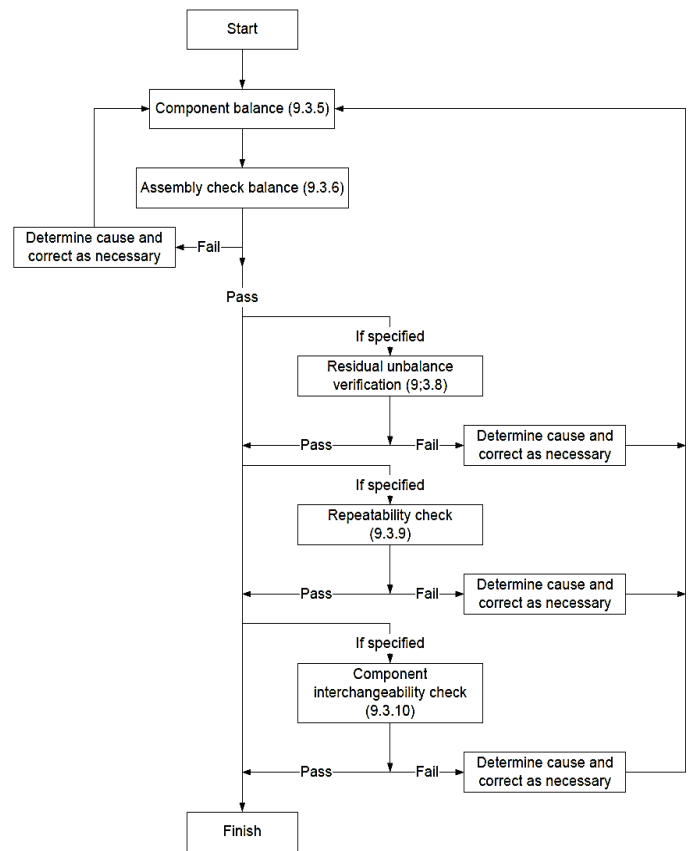 Start
Component balance (9.3.5)
Assembly check balance (9.3.6)
Determine cause and
correct as necessary
Fail
Pass
If specified
Residual unbalance
verification (9;3.8)
Pass
Fail
Determine cause and
correct as necessary
If specified
Repeatability check
(9.3.9)
Pass
Fail
Determine cause and
correct as necessary
If specified
Component
interchangeability check
(9.3.10)
Pass
Fail
Determine cause and
correct as necessary
Finish